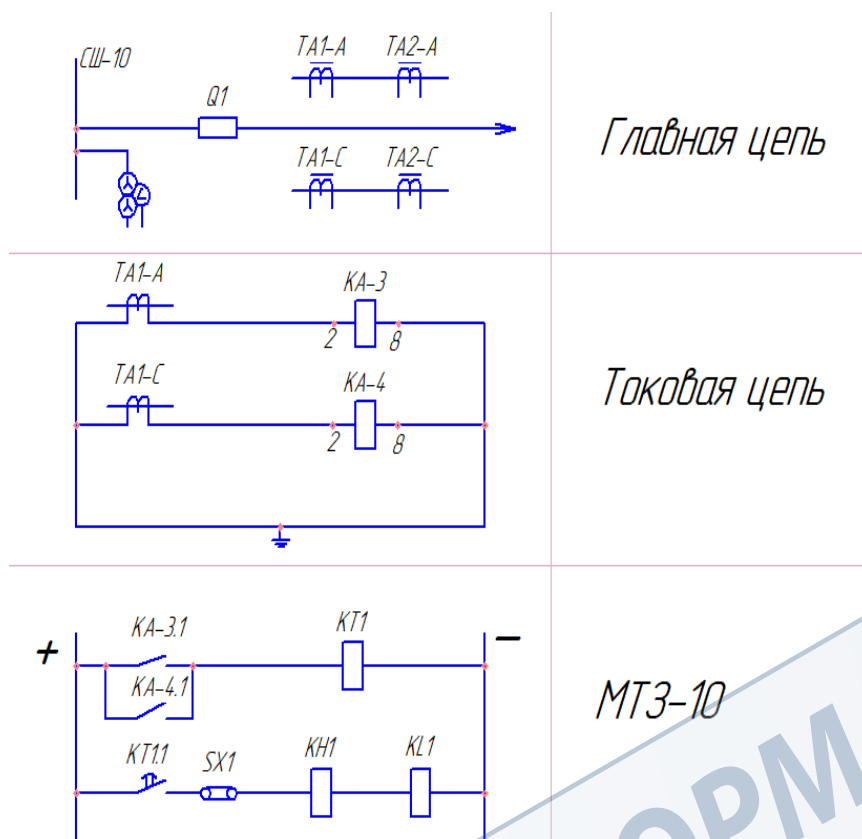 СШ-10
Q1
TA1-A TA2-A
TA1-C TA2-C
Главная цепь
TA1-A
KA-3
2 8
TA1-C
KA-4
2 8
Токовая цепь
+
KA-3.1
KT1
−
KA-4.1
МТЗ-10
KT1.1
SX1
KH1
KL1
ОРМ